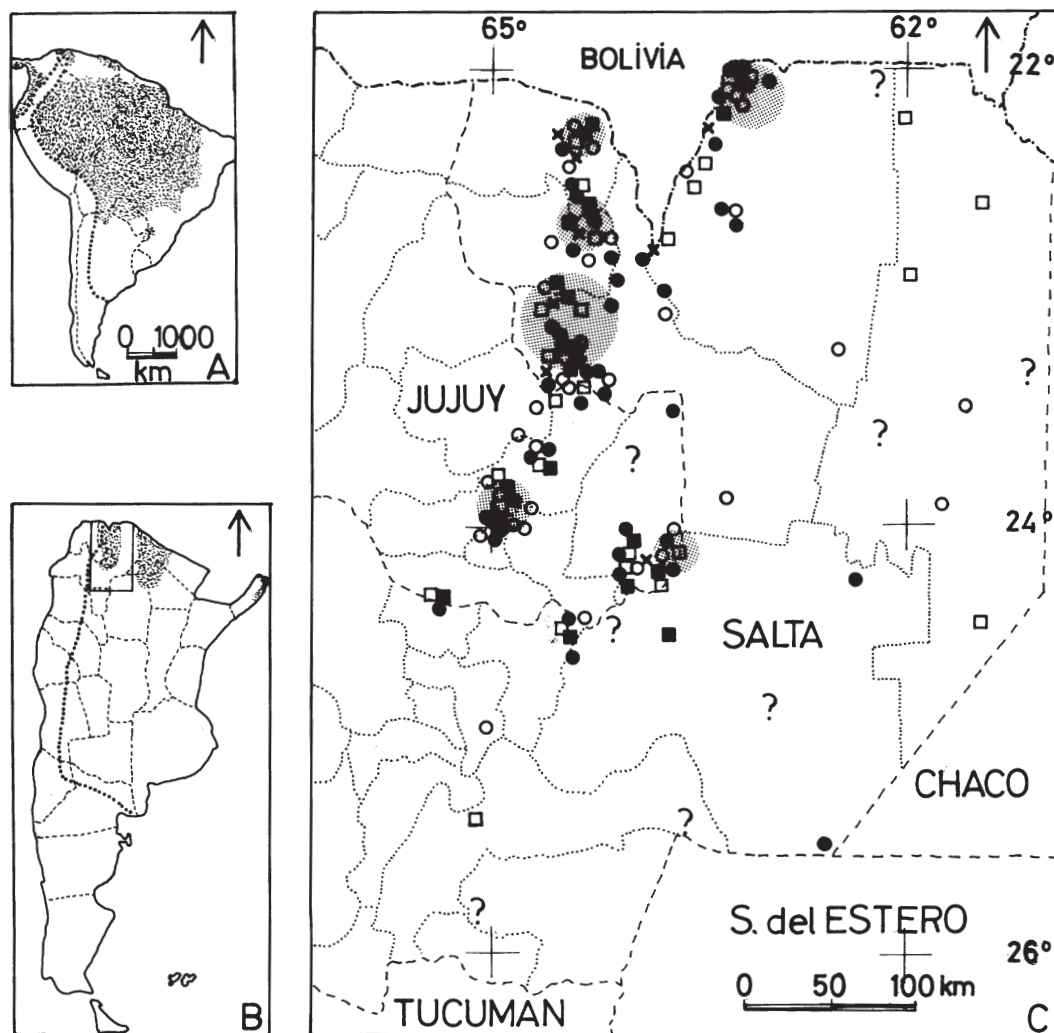 0 1000
km
A
B
65°
62°
BOLIVIA
22°
?
?
JUJUY
?
?
24°
?
SALTA
?
CHACO
?
?
S. del ESTERO
26°
0 50 100 km
TUCUMAN
C